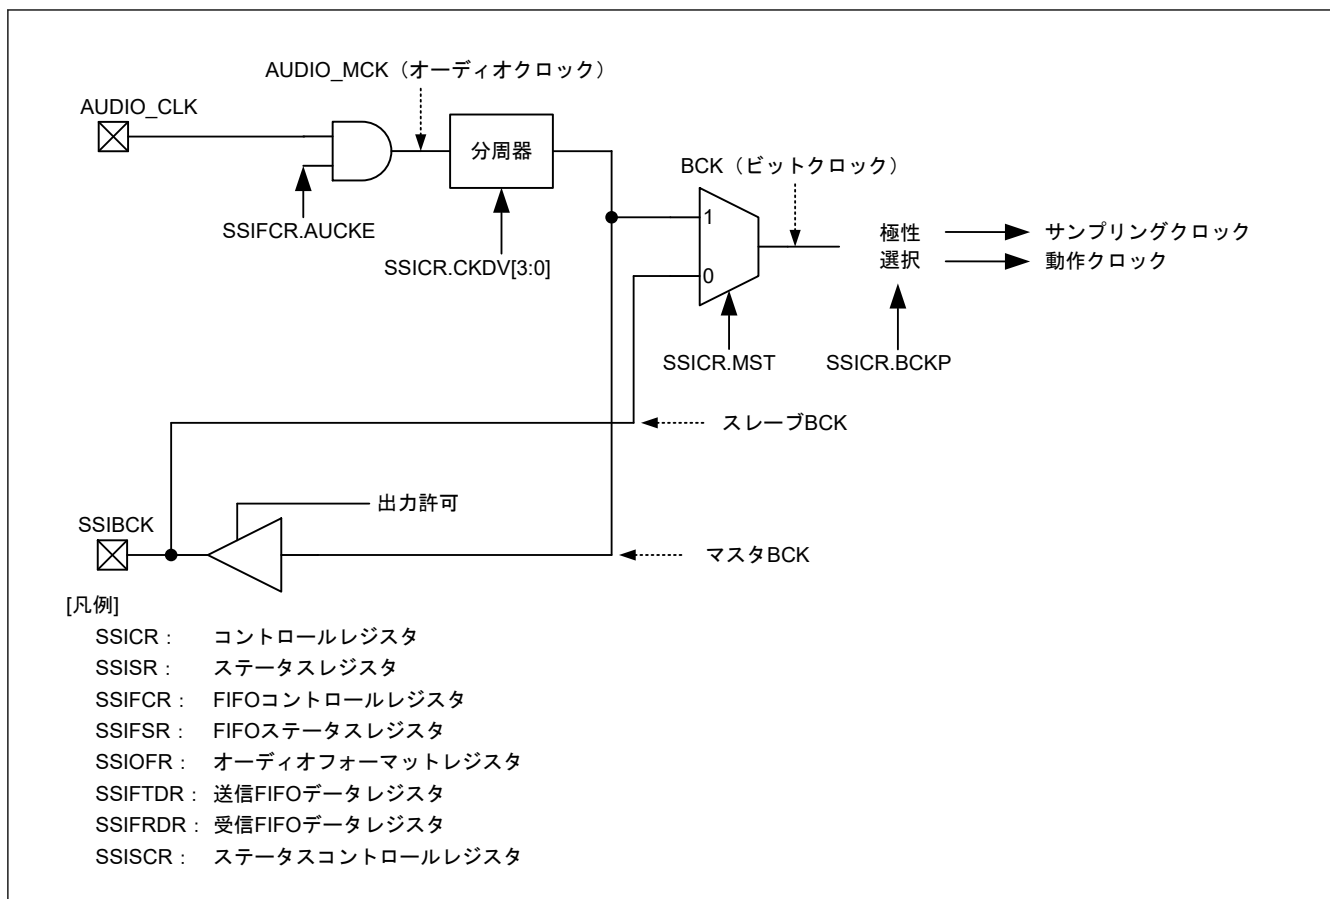 AUDIO_MCK（オーディオクロック）
AUDIO_CLK
分周器
BCK（ビットクロック）
SSIFCR.AUCKE
SSICR.CKDV[3:0]
1
0
極性
選択
サンプリングクロック
動作クロック
SSICR.MST
SSICR.BCKP
スレーブBCK
出力許可
SSIBCK
マスタBCK
[凡例]
SSICR： コントロールレジスタ
SSISR： ステータスレジスタ
SSIFCR： FIFOコントロールレジスタ
SSIFSR： FIFOステータスレジスタ
SSIOFR： オーディオフォーマットレジスタ
SSIFTDR： 送信FIFOデータレジスタ
SSIFRDR： 受信FIFOデータレジスタ
SSISCR： ステータスコントロールレジスタ